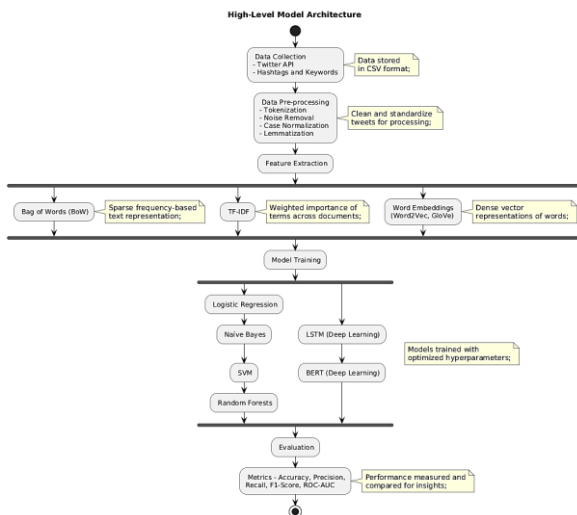 High-Level Model Architecture
Data Collection
- Twitter API
- Hashtags and Keywords
Data stored
in CSV format;
Data Pre-processing
- Tokenization
- Noise Removal
- Case Normalization
- Lemmatization
Clean and standardize
tweets for processing;
Feature Extraction
Bag of Words (BoW)
Sparse frequency-based
text representation;
TF-IDF
Weighted importance of
terms across documents;
Word Embeddings
(Word2Vec, GloVe)
Dense vector
representations of words;
Model Training
Logistic Regression
Naïve Bayes
SVM
Random Forests
LSTM (Deep Learning)
BERT (Deep Learning)
Models trained with
optimized hyperparameters;
Evaluation
Metrics - Accuracy, Precision,
Recall, F1-Score, ROC-AUC
Performance measured and
compared for insights;